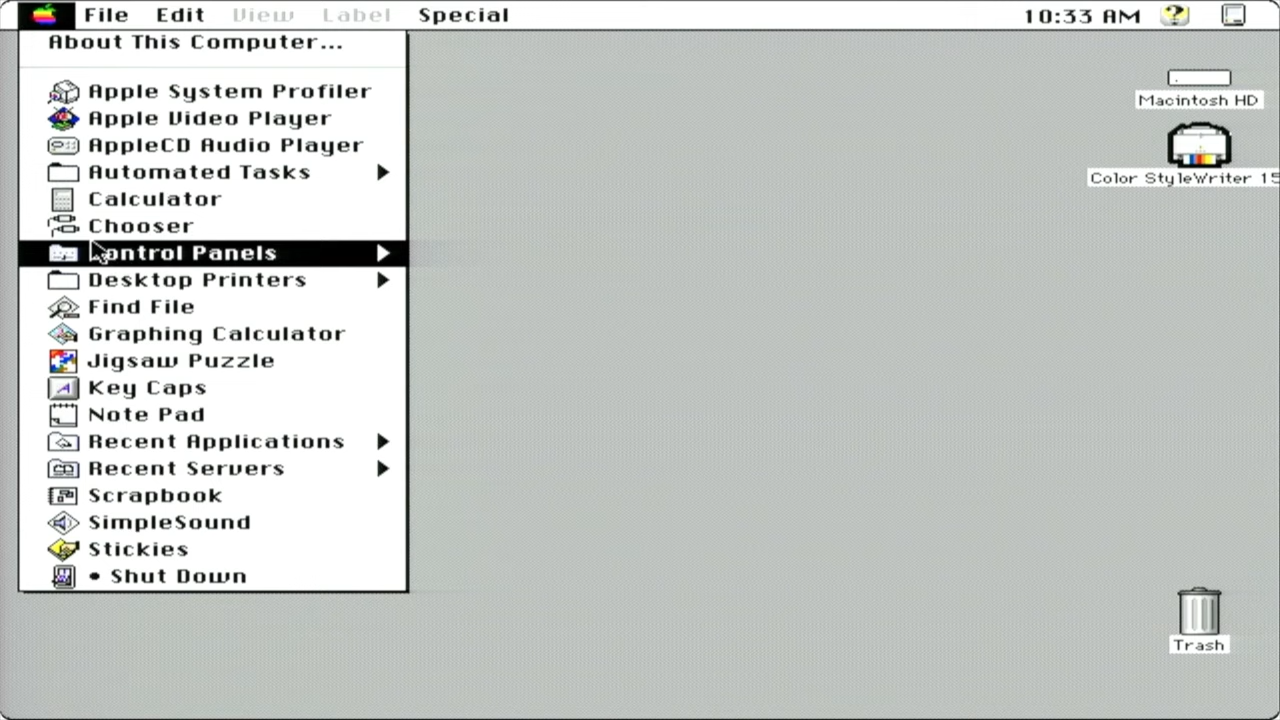 File Edit View Label Special 10:33 AM
About This Computer...
Apple System Profiler
Apple Video Player
AppleCD Audio Player
Automated Tasks
Calculator
Chooser
Control Panels
Desktop Printers
Find File
Graphing Calculator
Jigsaw Puzzle
Key Caps
Note Pad
Recent Applications
Recent Servers
Scrapbook
SimpleSound
Stickies
• Shut Down
Macintosh HD
Color StyleWriter 15
Trash